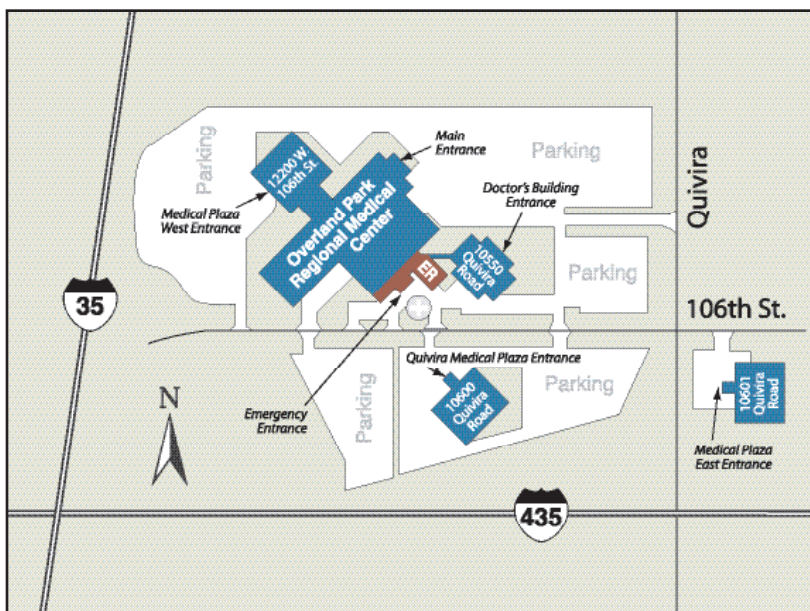 Parking
12200 W.
106th St.
Main
Entrance
Parking
Medical Plaza
West Entrance
Overland Park
Regional Medical
Center
Doctor's Building
Entrance
ER
10550
Quivira
Road
Parking
Quivira
35
106th St.
Quivira Medical Plaza Entrance
Parking
10600
Quivira
Road
Parking
10601
Quivira
Road
Emergency
Entrance
Medical Plaza
East Entrance
N
435